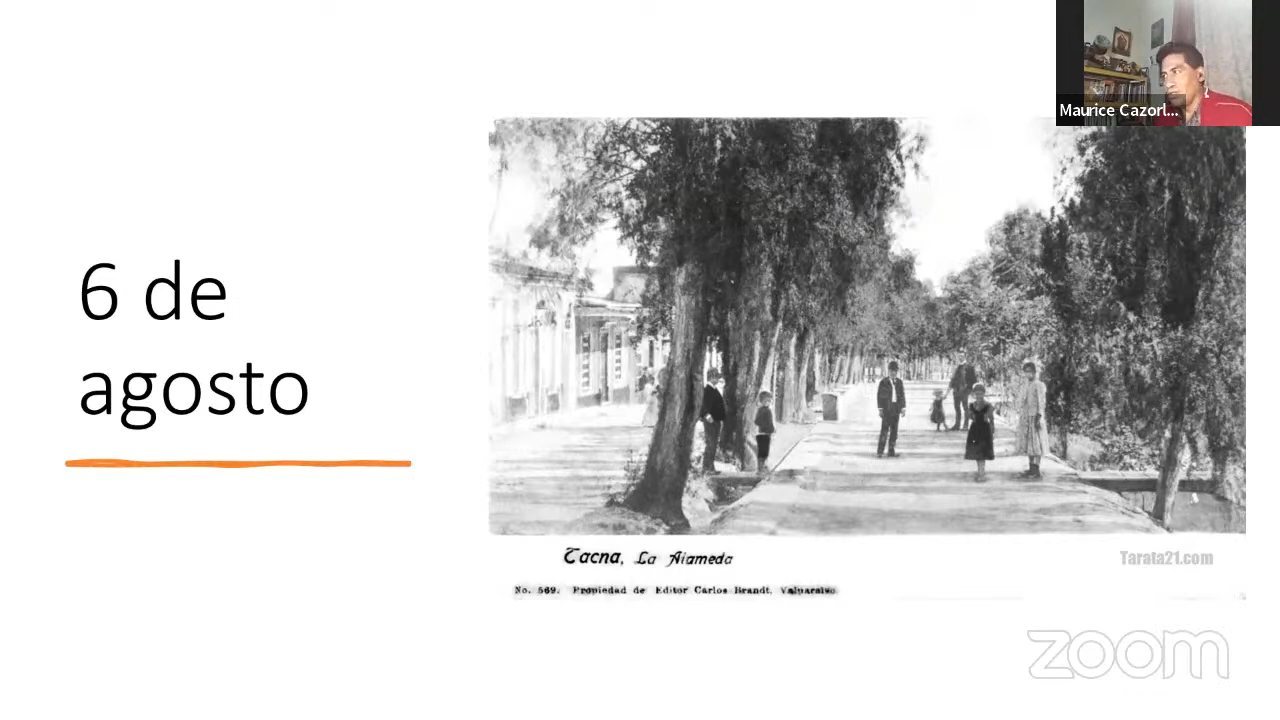 Maurice Cazorl...
6 de
agosto
Tacna, La Alameda
Tarata21.com
No. 569. Propiedad de Editor Carlos Brandt, Valparaiso.
zoom